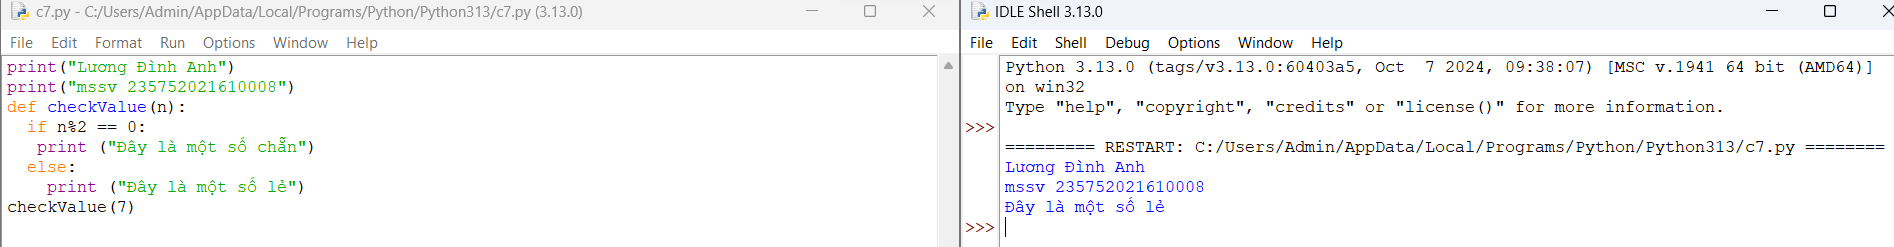 c7.py - C:/Users/Admin/AppData/Local/Programs/Python/Python313/c7.py (3.13.0)
File Edit Format Run Options Window Help
print("Lương Đình Anh")
print("mssv 235752021610008")
def checkValue(n):
  if n%2 == 0:
   print ("Đây là một số chẵn")
  else:
    print ("Đây là một số lẻ")
checkValue(7)
IDLE Shell 3.13.0
File Edit Shell Debug Options Window Help
Python 3.13.0 (tags/v3.13.0:60403a5, Oct  7 2024, 09:38:07) [MSC v.1941 64 bit (AMD64)]
on win32
Type "help", "copyright", "credits" or "license()" for more information.
>>>
========= RESTART: C:/Users/Admin/AppData/Local/Programs/Python/Python313/c7.py ========
Lương Đình Anh
mssv 235752021610008
Đây là một số lẻ
>>>